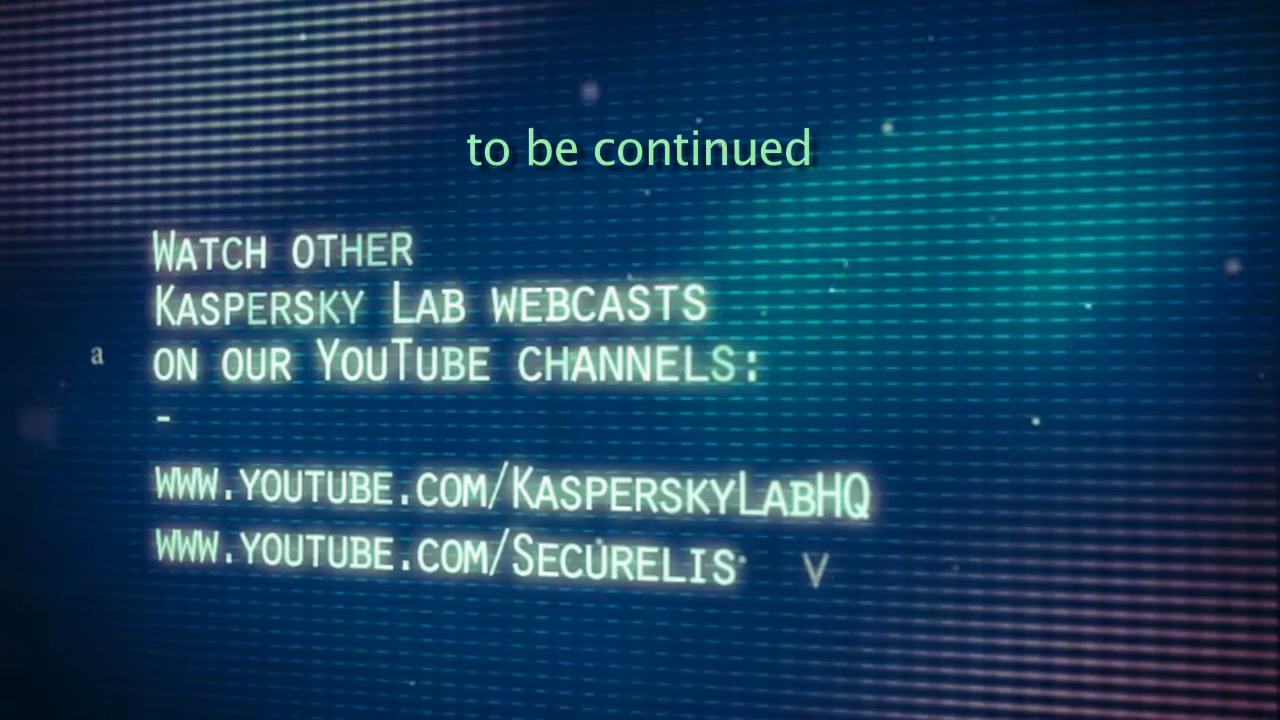 to be continued
Watch other
Kaspersky Lab webcasts
a
on our YouTube channels:
-
www.youtube.com/KasperskyLabHQ
www.youtube.com/Securelis V